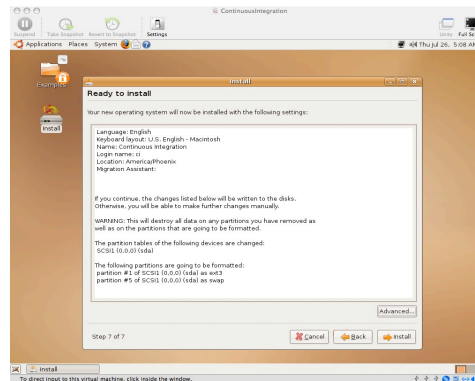 ContinuousIntegration
Suspend Take Snapshot Revert to Snapshot Settings Unity Full Sc
Applications Places System Thu Jul 26, 5:08 AM
Examples
Install
Install
Ready to install
Your new operating system will now be installed with the following settings:
Language: English
Keyboard layout: U.S. English - Macintosh
Name: Continuous Integration
Login name: ci
Location: America/Phoenix
Migration Assistant:
If you continue, the changes listed below will be written to the disks.
Otherwise, you will be able to make further changes manually.
WARNING: This will destroy all data on any partitions you have removed as
well as on the partitions that are going to be formatted.
The partition tables of the following devices are changed:
SCSI1 (0,0,0) (sda)
The following partitions are going to be formatted:
partition #1 of SCSI1 (0,0,0) (sda) as ext3
partition #5 of SCSI1 (0,0,0) (sda) as swap
Advanced...
Step 7 of 7
Cancel Back Install
Install
To direct input to this virtual machine, click inside the window.